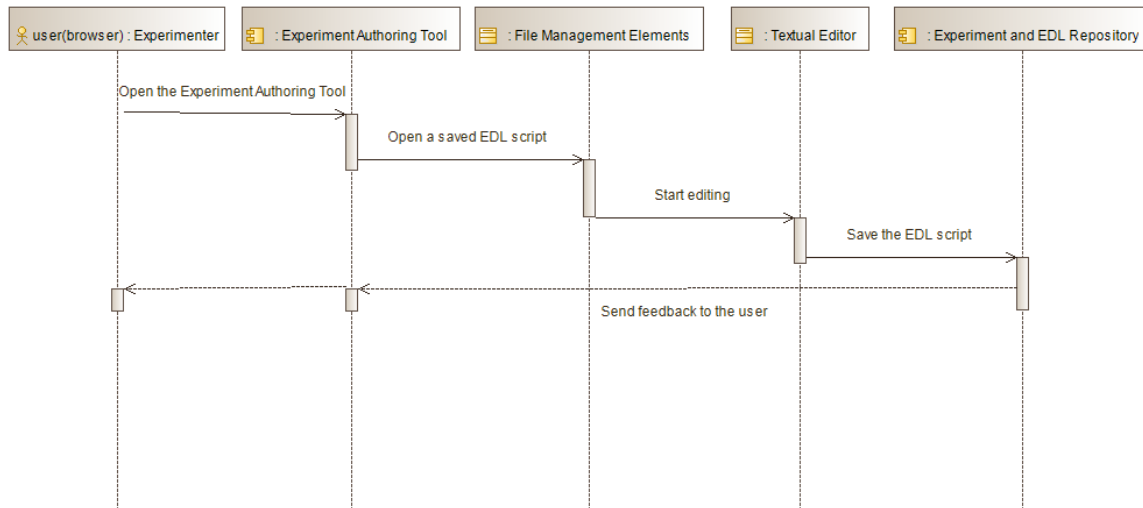 user(browser) : Experimenter
: Experiment Authoring Tool
: File Management Elements
: Textual Editor
: Experiment and EDL Repository
Open the Experiment Authoring Tool
Open a saved EDL script
Start editing
Save the EDL script
Send feedback to the user